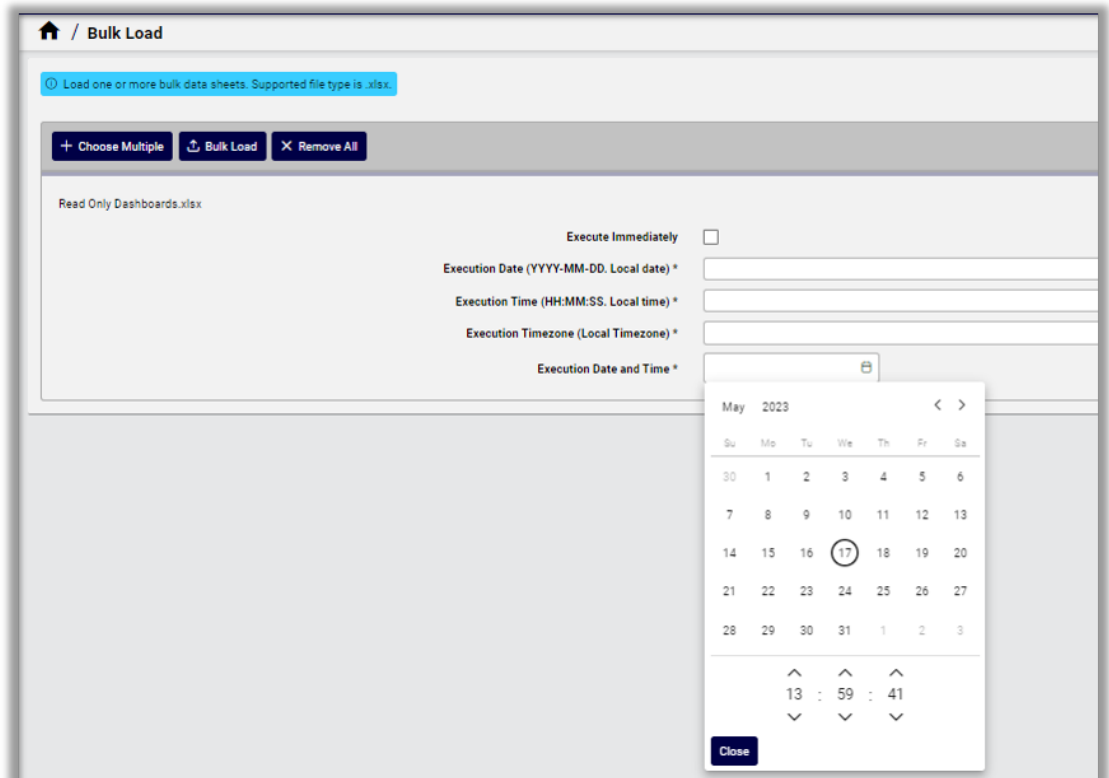 / Bulk Load
Load one or more bulk data sheets. Supported file type is .xlsx.
+ Choose Multiple Bulk Load X Remove All
Read Only Dashboards.xlsx
Execute Immediately
Execution Date (YYYY-MM-DD. Local date) *
Execution Time (HH:MM:SS. Local time) *
Execution Timezone (Local Timezone) *
Execution Date and Time *
May 2023 < >
Su Mo Tu We Th Fr Sa
30 1 2 3 4 5 6
7 8 9 10 11 12 13
14 15 16 17 18 19 20
21 22 23 24 25 26 27
28 29 30 31 1 2 3
13 : 59 : 41
Close